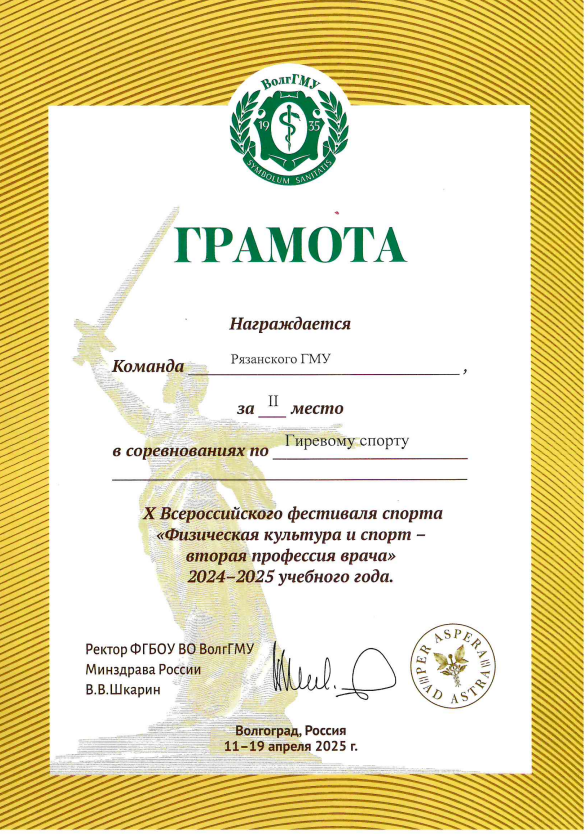 ВолгГМУ
1935
SYMBOLUM SANITATIS
ГРАМОТА
Награждается
Команда Рязанского ГМУ ,
за II место
в соревнованиях по Гиревому спорту
X Всероссийского фестиваля спорта
«Физическая культура и спорт –
вторая профессия врача»
2024–2025 учебного года.
Ректор ФГБОУ ВО ВолгГМУ
Минздрава России
В.В.Шкарин
PER ASPERA
AD ASTRA
Волгоград, Россия
11–19 апреля 2025 г.